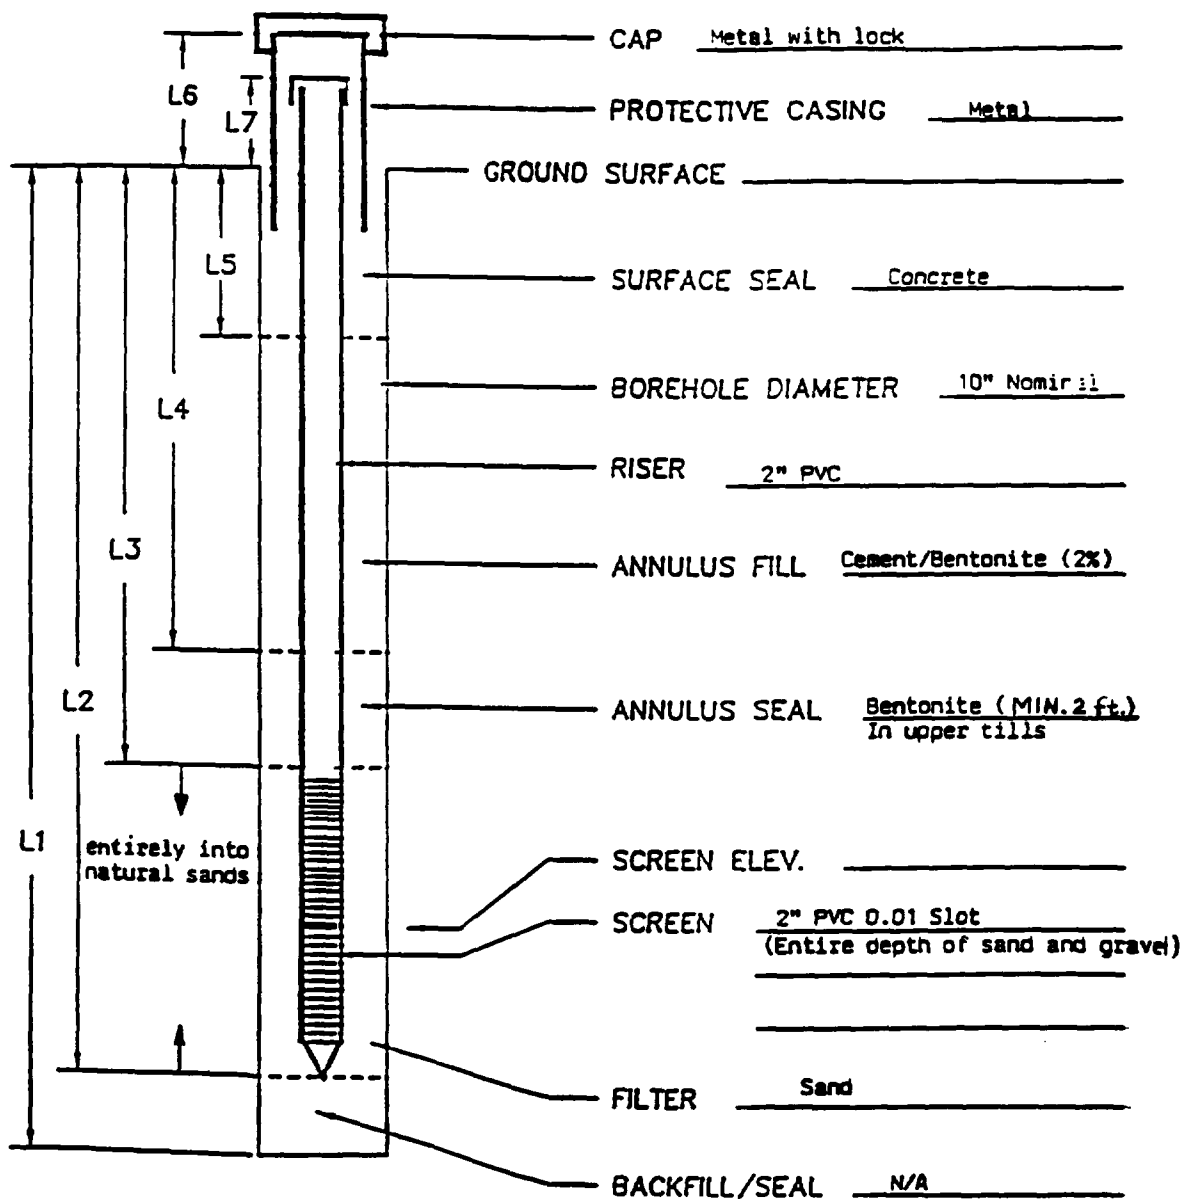 CAP Metal with lock
L6
L7
PROTECTIVE CASING Metal
GROUND SURFACE
L5
SURFACE SEAL Concrete
L4
BOREHOLE DIAMETER 10"
RISER 2" PVC
L3
ANNULUS FILL Cement/Bentonite (2%)
L2
ANNULUS SEAL Bentonite (MIN. 2 ft.)
In upper tills
L1
entirely into
natural sands
SCREEN ELEV.
SCREEN 2" PVC 0.01 Slot
(Entire depth of sand and gravel)
FILTER Sand
BACKFILL/SEAL N/A